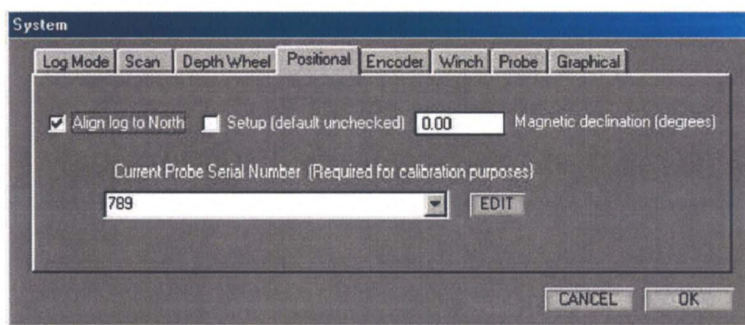 System
Log Mode Scan Depth Wheel Positional Encoder Winch Probe Graphical
Align log to North Setup (default unchecked) 0.00 Magnetic declination (degrees)
Current Probe Serial Number (Required for calibration purposes)
789 EDIT
CANCEL OK